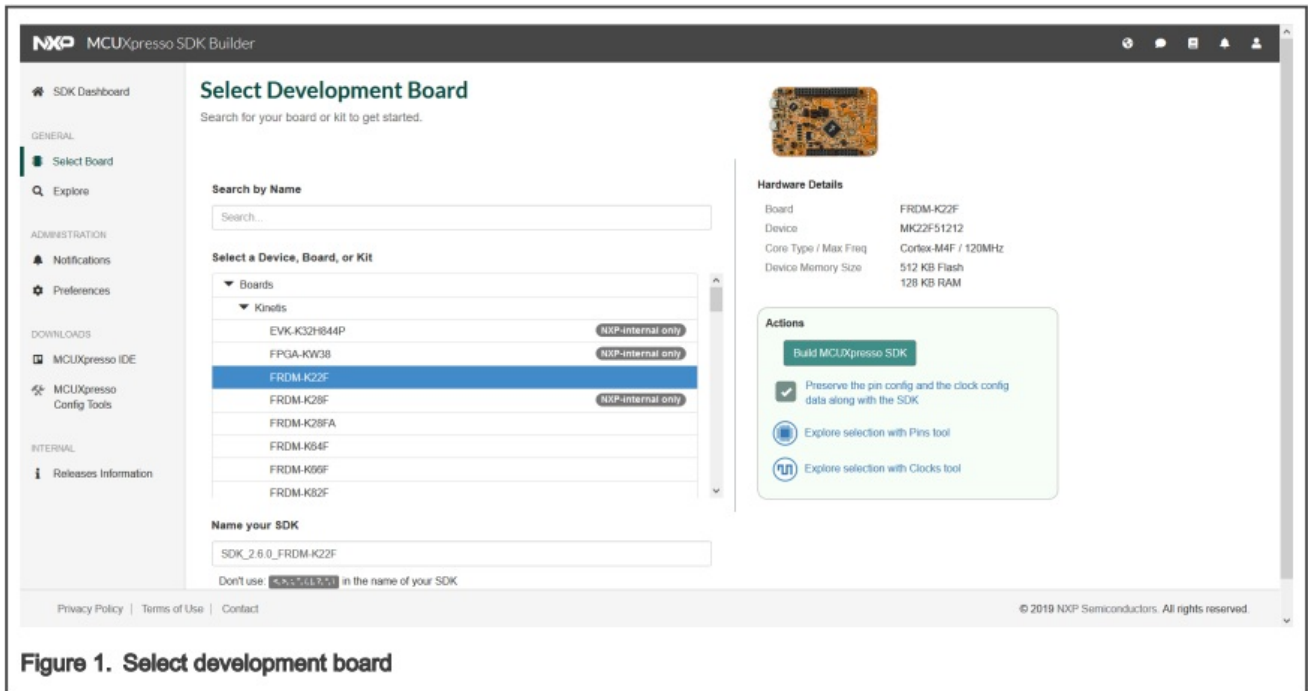 NXP MCUXpresso SDK Builder
SDK Dashboard
GENERAL
Select Board
Explore
ADMINISTRATION
Notifications
Preferences
DOWNLOADS
MCUXpresso IDE
MCUXpresso
Config Tools
INTERNAL
Releases Information
Select Development Board
Search for your board or kit to get started.
Search by Name
Search...
Select a Device, Board, or Kit
Boards
Kinetis
EVK-K32H844P NXP-internal only
FPGA-KW38 NXP-internal only
FRDM-K22F
FRDM-K28F NXP-internal only
FRDM-K28FA
FRDM-K64F
FRDM-K66F
FRDM-K82F
Name your SDK
SDK_2.6.0_FRDM-K22F
Don't use: in the name of your SDK
Hardware Details
Board FRDM-K22F
Device MK22F51212
Core Type / Max Freq Cortex-M4F / 120MHz
Device Memory Size 512 KB Flash
128 KB RAM
Actions
Build MCUXpresso SDK
Preserve the pin config and the clock config
data along with the SDK
Explore selection with Pins tool
Explore selection with Clocks tool
Privacy Policy | Terms of Use | Contact
© 2019 NXP Semiconductors. All rights reserved.
Figure 1. Select development board